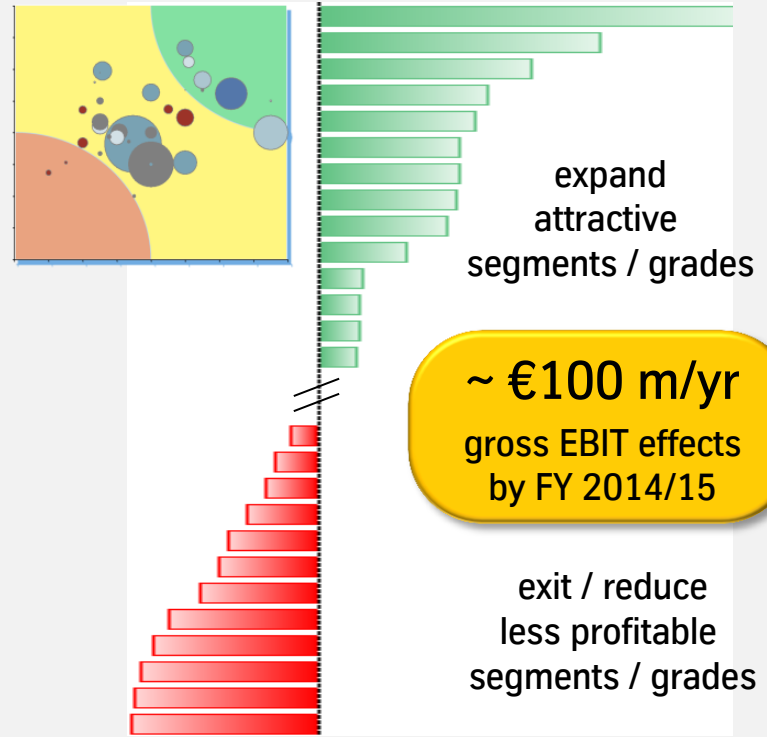 expand
attractive
segments / grades
~ €100 m/yr
gross EBIT effects
by FY 2014/15
exit / reduce
less profitable
segments / grades